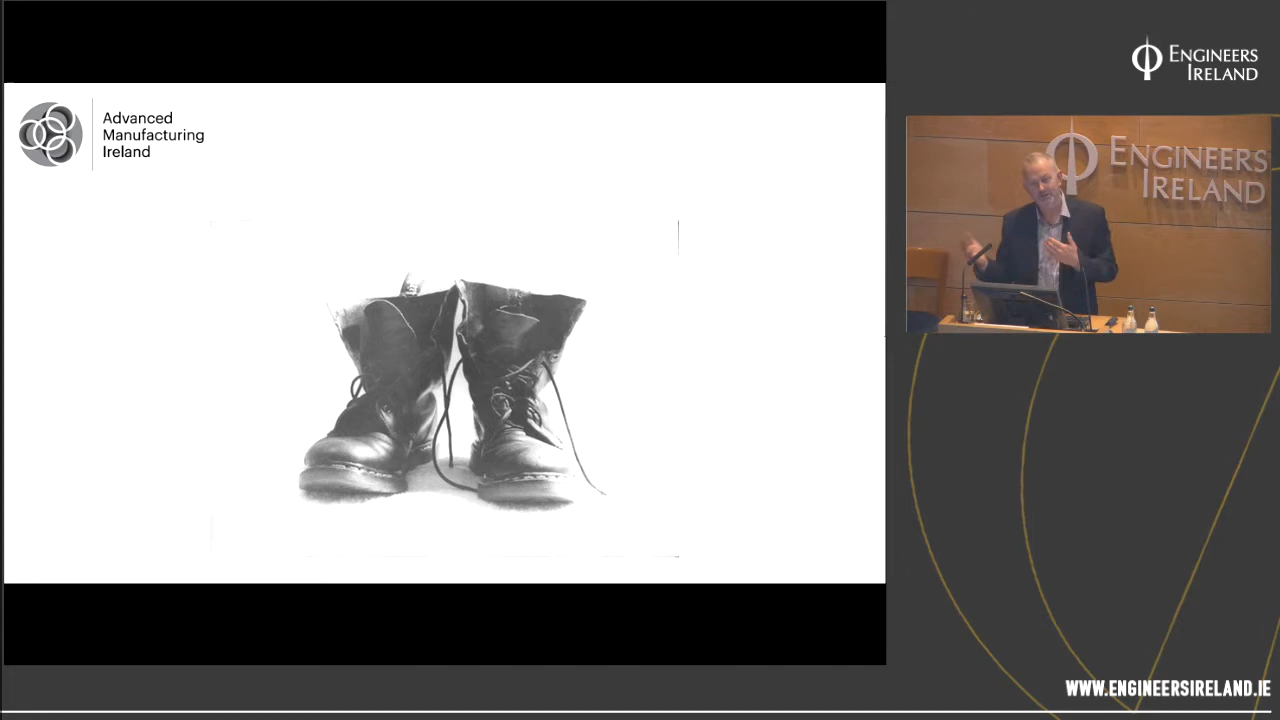 Advanced
Manufacturing
Ireland
ENGINEERS
IRELAND
ENGINEERS
IRELAND
WWW.ENGINEERSIRELAND.IE